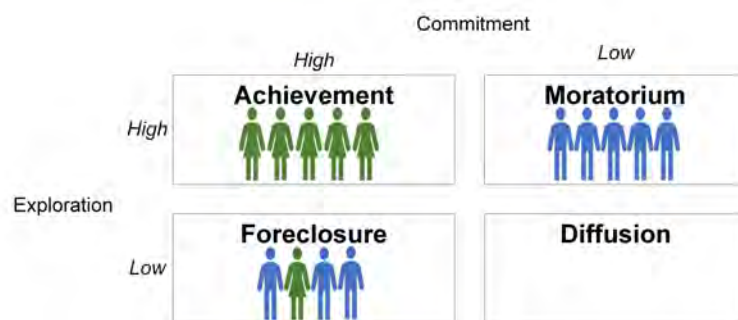 Commitment
High
Low
Achievement
Moratorium
High
Exploration
Foreclosure
Diffusion
Low